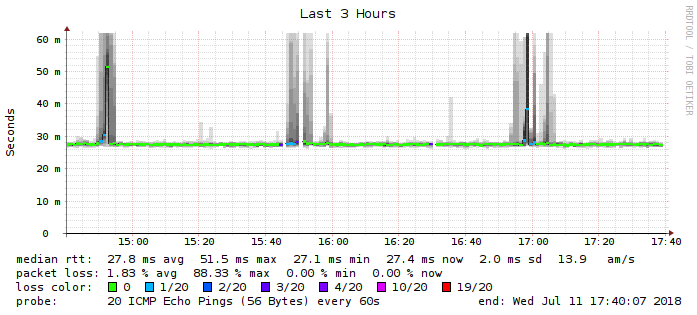 Last 3 Hours
RRDTOOL / TOBI OETIKER
Seconds
60 m
50 m
40 m
30 m
20 m
10 m
0
15:00 15:20 15:40 16:00 16:20 16:40 17:00 17:20 17:40
median rtt: 27.8 ms avg 51.5 ms max 27.1 ms min 27.4 ms now 2.0 ms sd 13.9 am/s
packet loss: 1.83 % avg 88.33 % max 0.00 % min 0.00 % now
loss color: 0 1/20 2/20 3/20 4/20 10/20 19/20
probe: 20 ICMP Echo Pings (56 Bytes) every 60s end: Wed Jul 11 17:40:07 2018